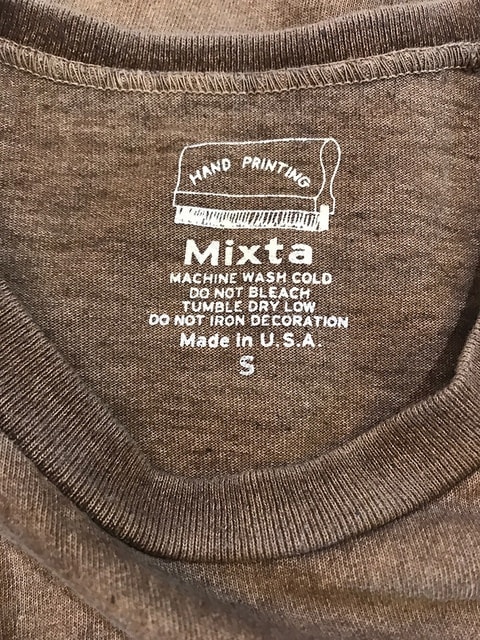 HAND PRINTING
Mixta
MACHINE WASH COLD
DO NOT BLEACH
TUMBLE DRY LOW
DO NOT IRON DECORATION
Made in U.S.A.
S